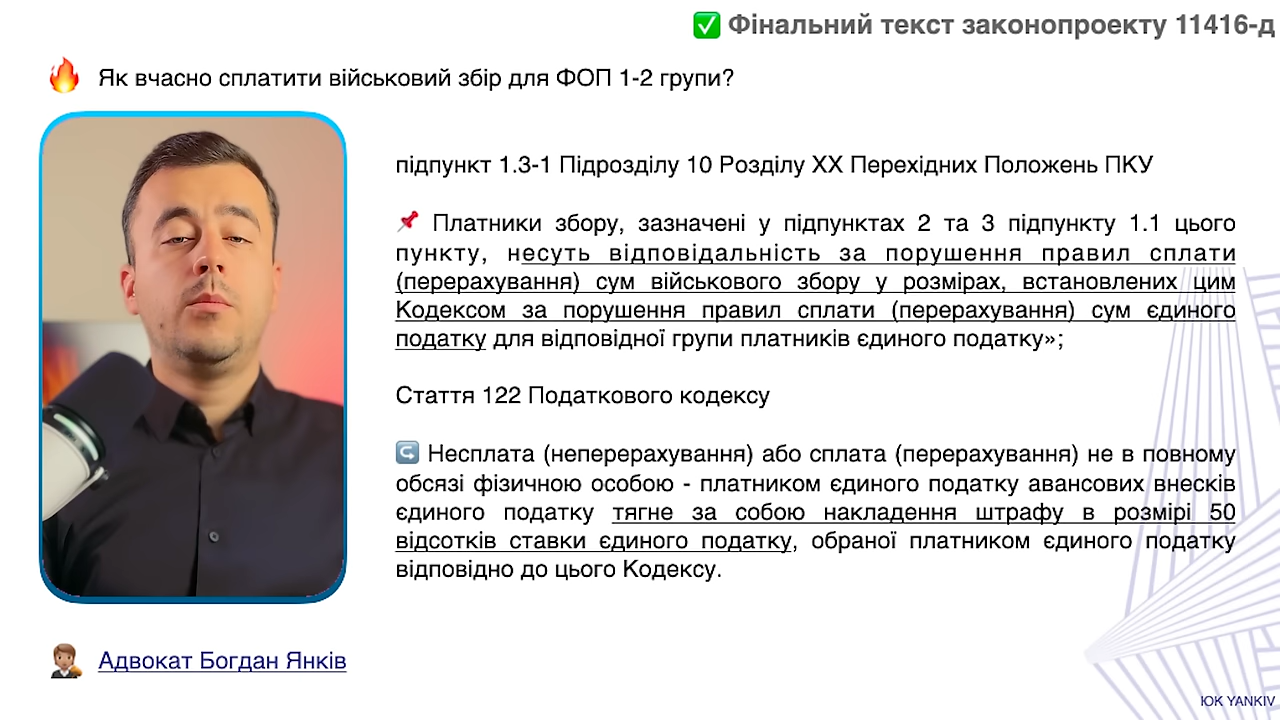 Фінальний текст законопроекту 11416-д
Як вчасно сплатити військовий збір для ФОП 1-2 групи?
підпункт 1.3-1 Підрозділу 10 Розділу ХХ Перехідних Положень ПКУ
Платники збору, зазначені у підпунктах 2 та 3 підпункту 1.1 цього
пункту, несуть відповідальність за порушення правил сплати
(перерахування) сум військового збору у розмірах, встановлених цим
Кодексом за порушення правил сплати (перерахування) сум єдиного
податку для відповідної групи платників єдиного податку»;
Стаття 122 Податкового кодексу
Несплата (неперерахування) або сплата (перерахування) не в повному
обсязі фізичною особою - платником єдиного податку авансових внесків
єдиного податку тягне за собою накладення штрафу в розмірі 50
відсотків ставки єдиного податку, обраної платником єдиного податку
відповідно до цього Кодексу.
Адвокат Богдан Янків
ЮК YANKIV